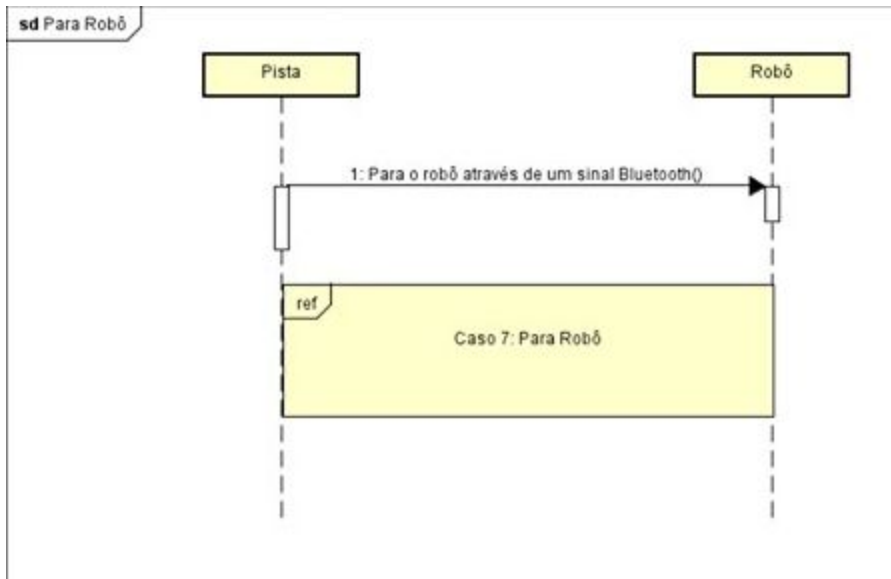 sd Para Robô
Pista
Robô
1: Para o robô através de um sinal Bluetooth()
ref
Caso 7: Para Robô